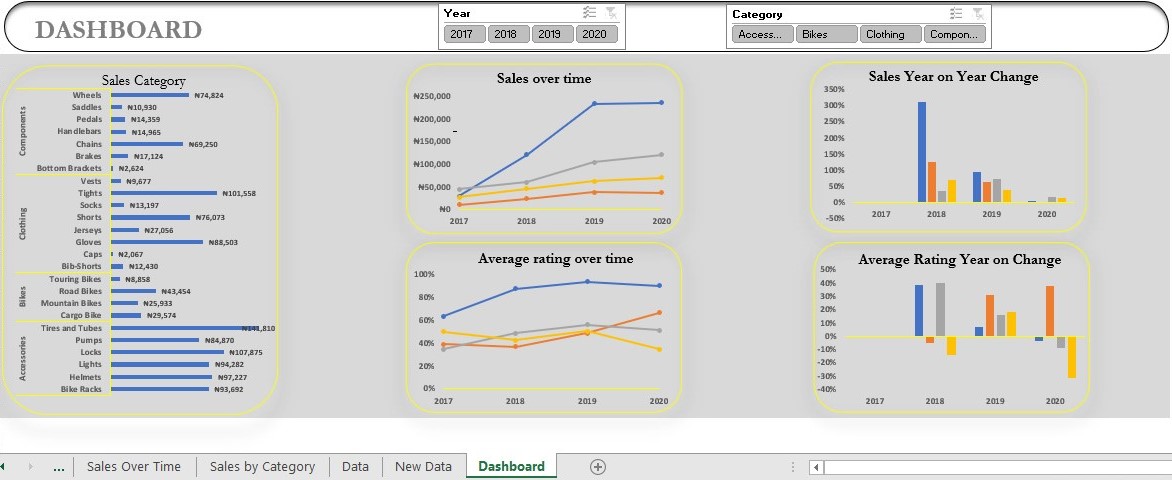 DASHBOARD
Year
2017 2018 2019 2020
Category
Access... Bikes Clothing Compon...
Sales Category
Components
Wheels ₦74,824
Saddles ₦10,930
Pedals ₦14,359
Handlebars ₦14,965
Chains ₦69,250
Brakes ₦17,124
Bottom Brackets ₦2,624
Clothing
Vests ₦9,677
Tights ₦101,558
Socks ₦13,197
Shorts ₦76,073
Jerseys ₦27,056
Gloves ₦88,503
Caps ₦2,067
Bib-Shorts ₦12,430
Bikes
Touring Bikes ₦8,858
Road Bikes ₦43,454
Mountain Bikes ₦25,933
Cargo Bike ₦29,574
Accessories
Tires and Tubes ₦141,810
Pumps ₦84,870
Locks ₦107,875
Lights ₦94,282
Helmets ₦97,227
Bike Racks ₦93,692
Sales over time
₦250,000
₦200,000
₦150,000
₦100,000
₦50,000
₦0
2017 2018 2019 2020
Average rating over time
100%
80%
60%
40%
20%
0%
2017 2018 2019 2020
Sales Year on Year Change
350%
300%
250%
200%
150%
100%
50%
0%
-50%
2017 2018 2019 2020
Average Rating Year on Change
50%
40%
30%
20%
10%
0%
-10%
-20%
-30%
-40%
2017 2018 2019 2020
... Sales Over Time Sales by Category Data New Data Dashboard